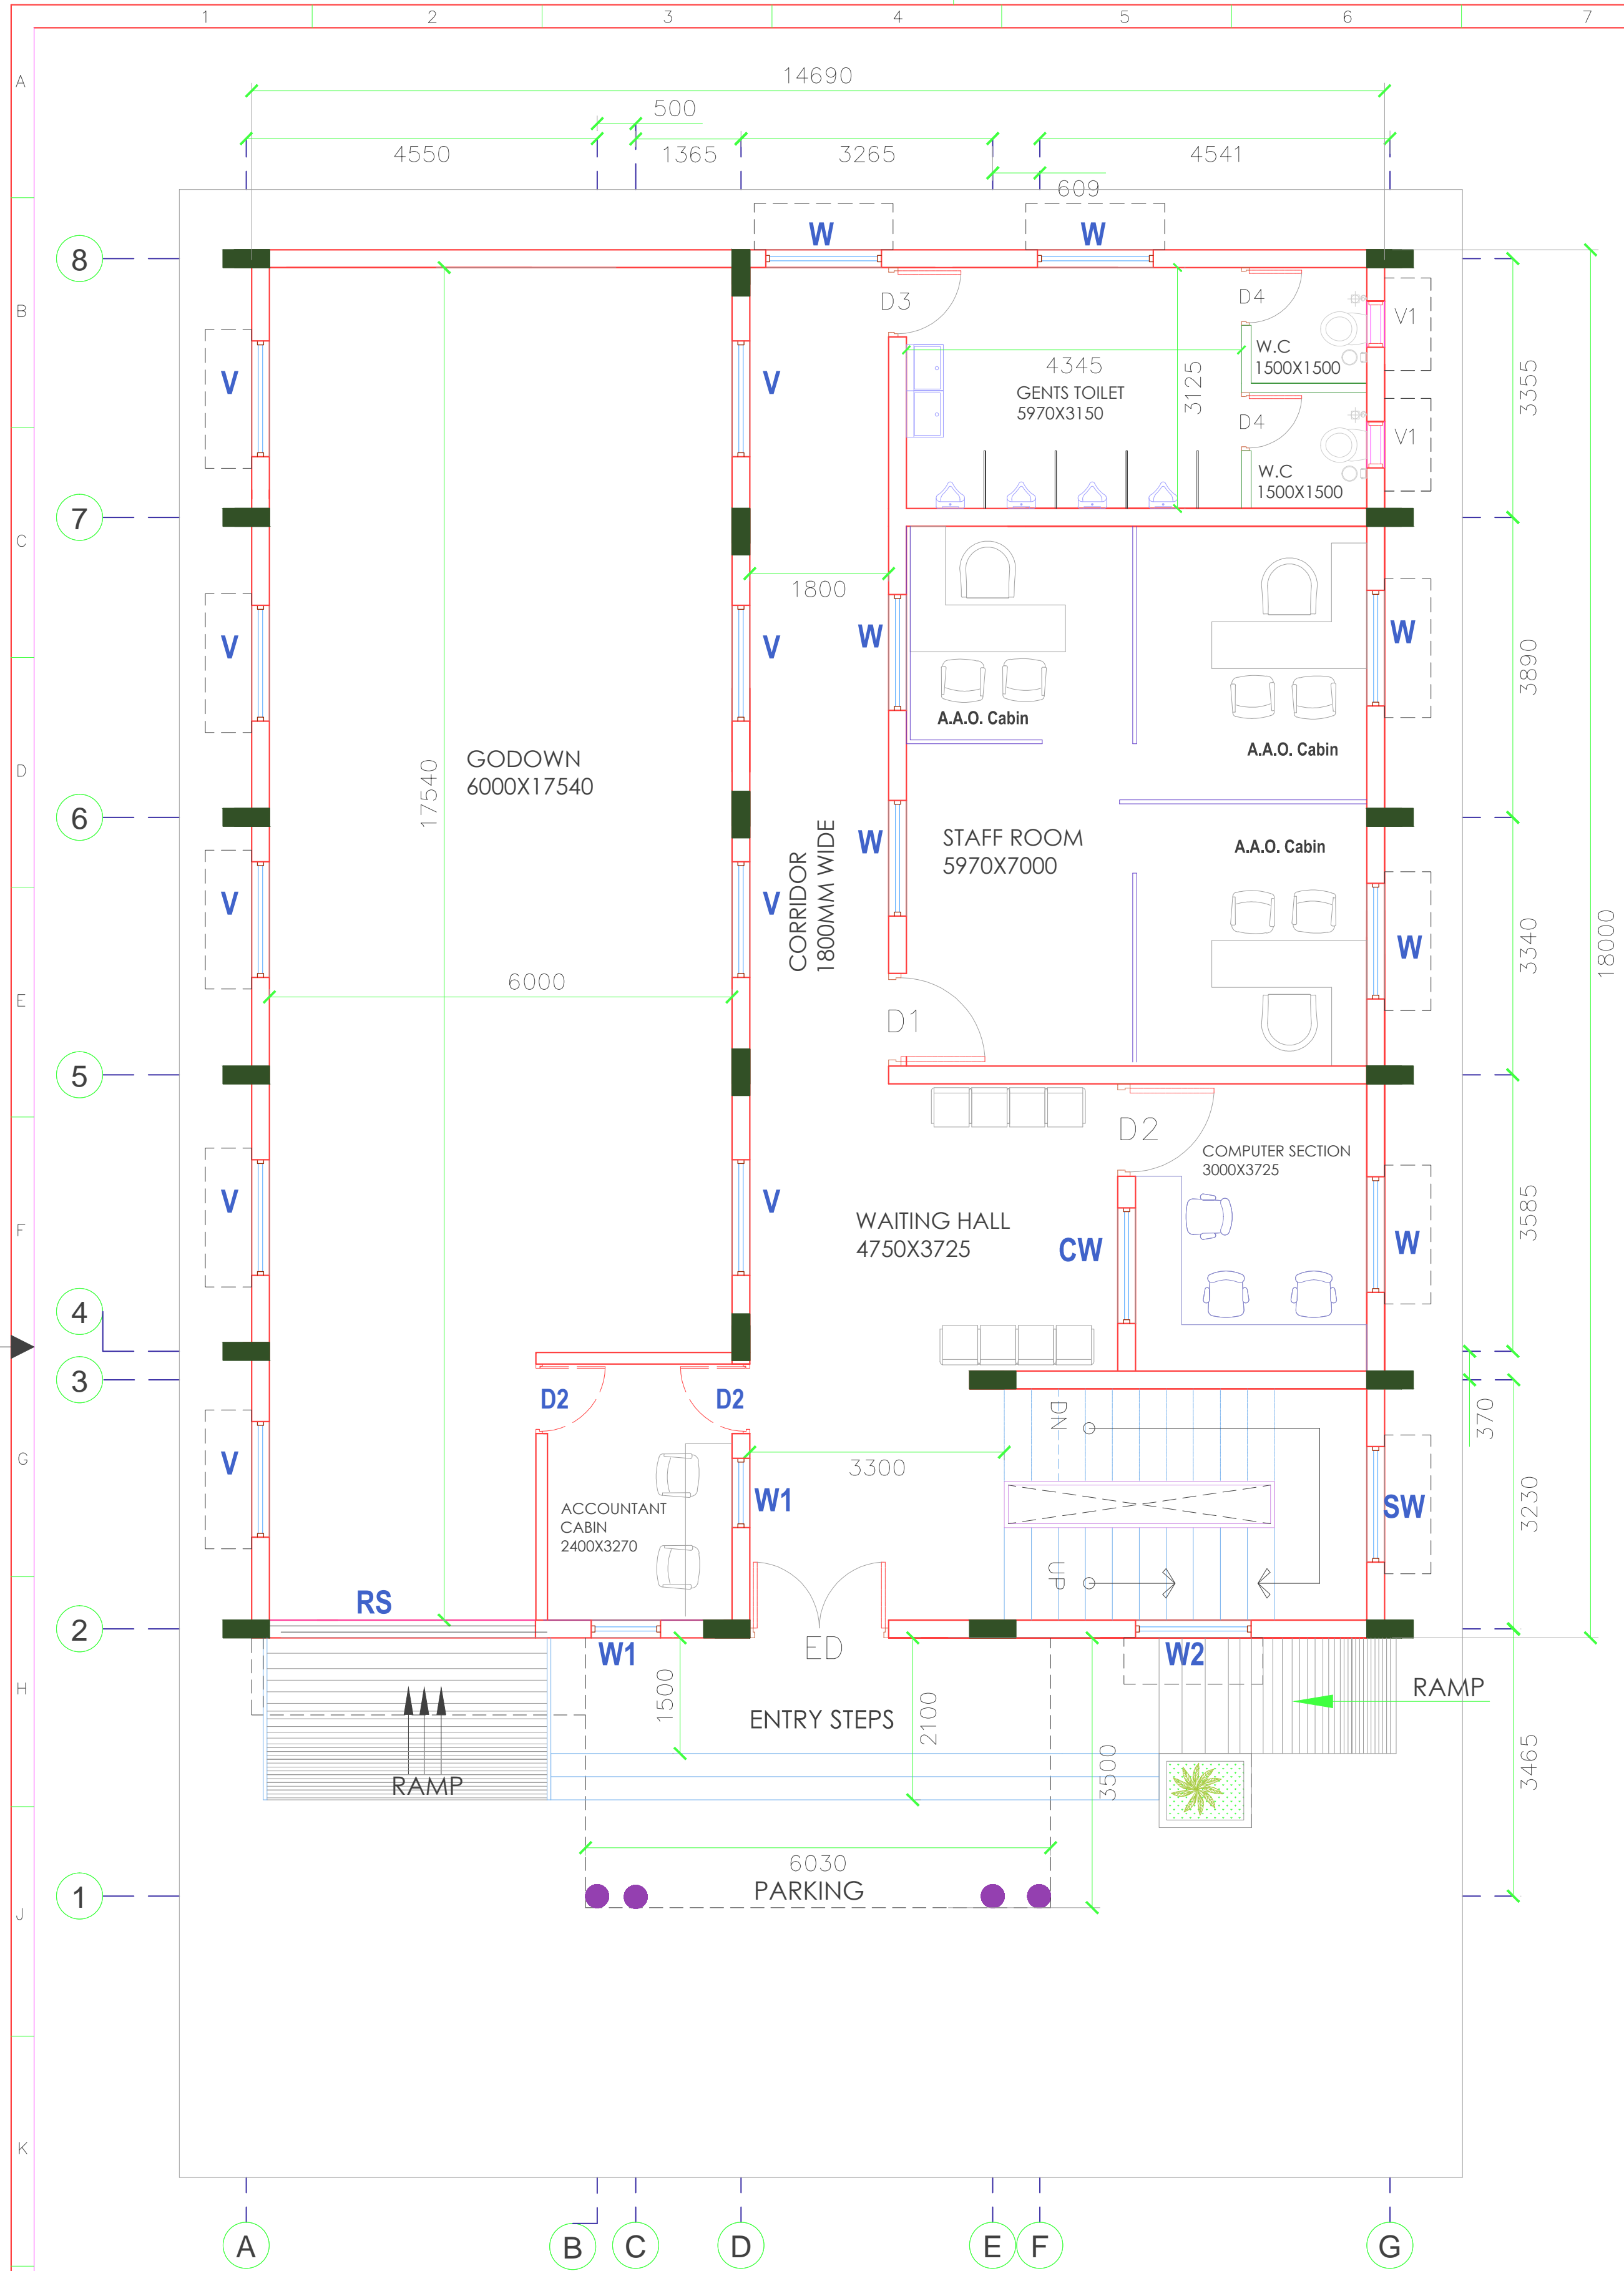 1 2 3 4 5 6 7
14690
500
4550 1365 3265 4541
609
A
B
C
D
E
F
G
H
J
K
W W
8
D3 D4 V1
W.C
1500X1500
4345
GENTS TOILET
5970X3150
3125
3355
V V
D4 V1
W.C
1500X1500
7
1800
V V W W
3890
A.A.O. Cabin
A.A.O. Cabin
GODOWN
6000X17540
17540
6
STAFF ROOM
5970X7000
A.A.O. Cabin
W
CORRIDOR
1800MM WIDE
V V W
3340
18000
6000
D1
5
D2
COMPUTER SECTION
3000X3725
V V
WAITING HALL
4750X3725
CW W
3585
4
3
D2 D2
DN
370
3300
V
ACCOUNTANT
CABIN
2400X3270
W1
SW
3230
UP
RS
2
W1 ED W2
1500
2100
ENTRY STEPS
RAMP
3500
3465
RAMP
6030
PARKING
1
A B C D E F G